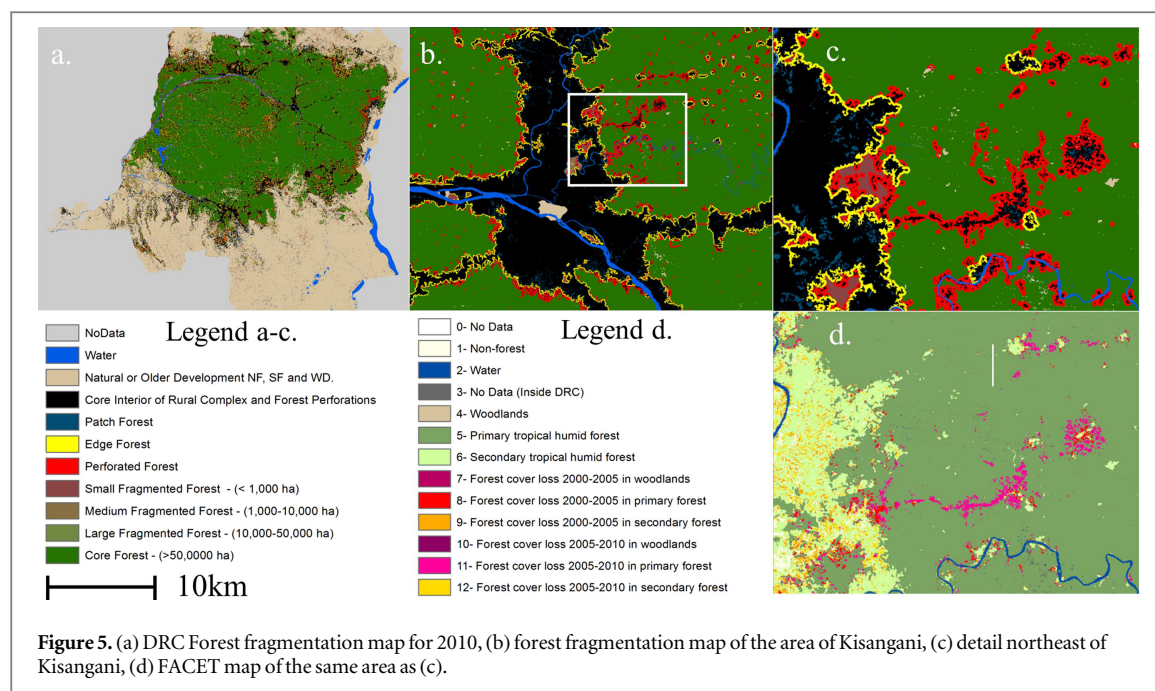 a.
b.
c.
Legend a-c.
NoData
Water
Natural or Older Development NF, SF and WD.
Core Interior of Rural Complex and Forest Perforations
Patch Forest
Edge Forest
Perforated Forest
Small Fragmented Forest - (< 1,000 ha)
Medium Fragmented Forest - (1,000-10,000 ha)
Large Fragmented Forest - (10,000-50,000 ha)
Core Forest - (>50,0000 ha)
10km
Legend d.
0- No Data
1- Non-forest
2- Water
3- No Data (Inside DRC)
4- Woodlands
5- Primary tropical humid forest
6- Secondary tropical humid forest
7- Forest cover loss 2000-2005 in woodlands
8- Forest cover loss 2000-2005 in primary forest
9- Forest cover loss 2000-2005 in secondary forest
10- Forest cover loss 2005-2010 in woodlands
11- Forest cover loss 2005-2010 in primary forest
12- Forest cover loss 2005-2010 in secondary forest
d.
Figure 5. (a) DRC Forest fragmentation map for 2010, (b) forest fragmentation map of the area of Kisangani, (c) detail northeast of
Kisangani, (d) FACET map of the same area as (c).